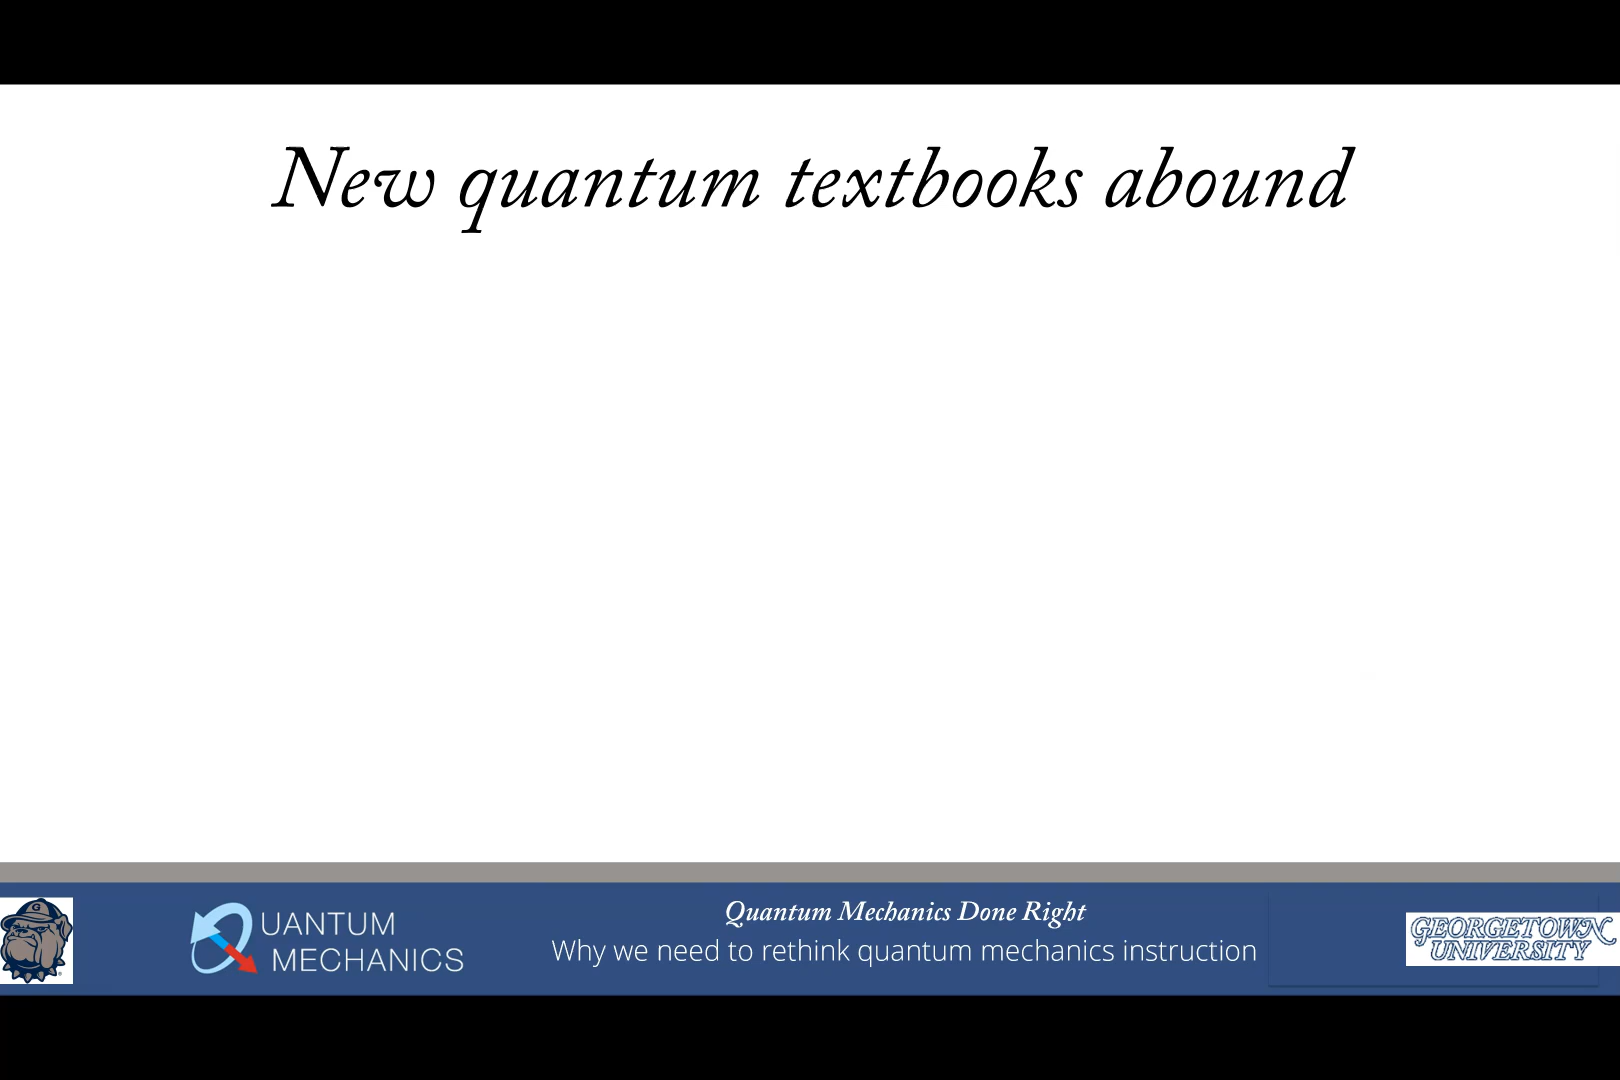 New quantum textbooks abound
G
UANTUM
MECHANICS
Quantum Mechanics Done Right
Why we need to rethink quantum mechanics instruction
GEORGETOWN
UNIVERSITY